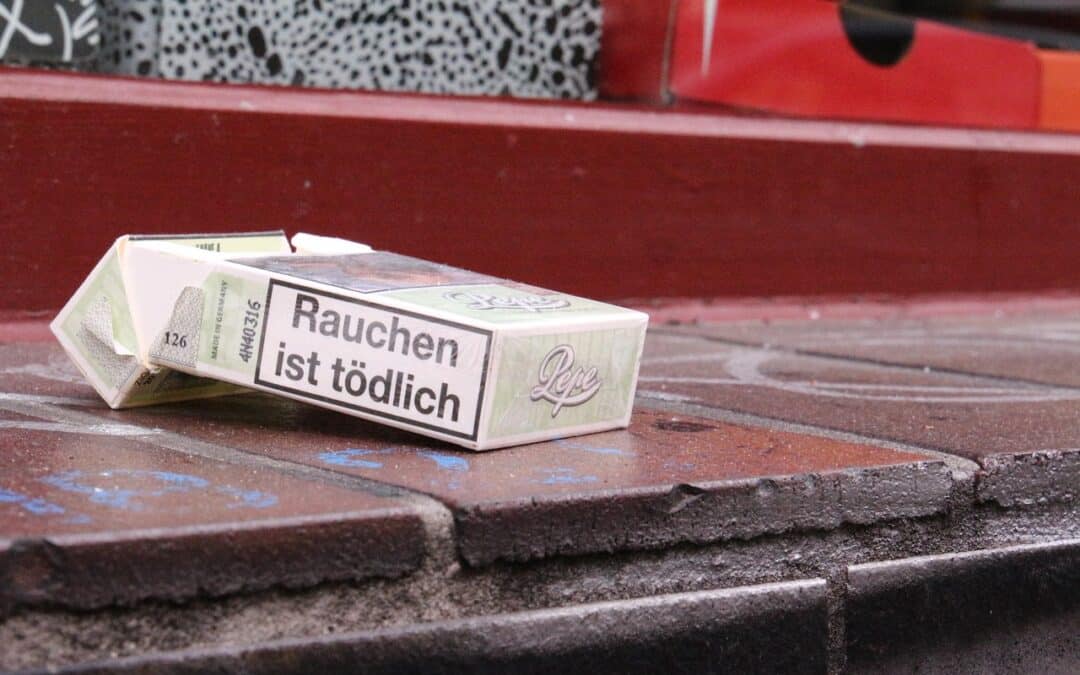 126
MADE IN GERMANY
4N40316
Rauchen
ist tödlich
Pepe
Pepe